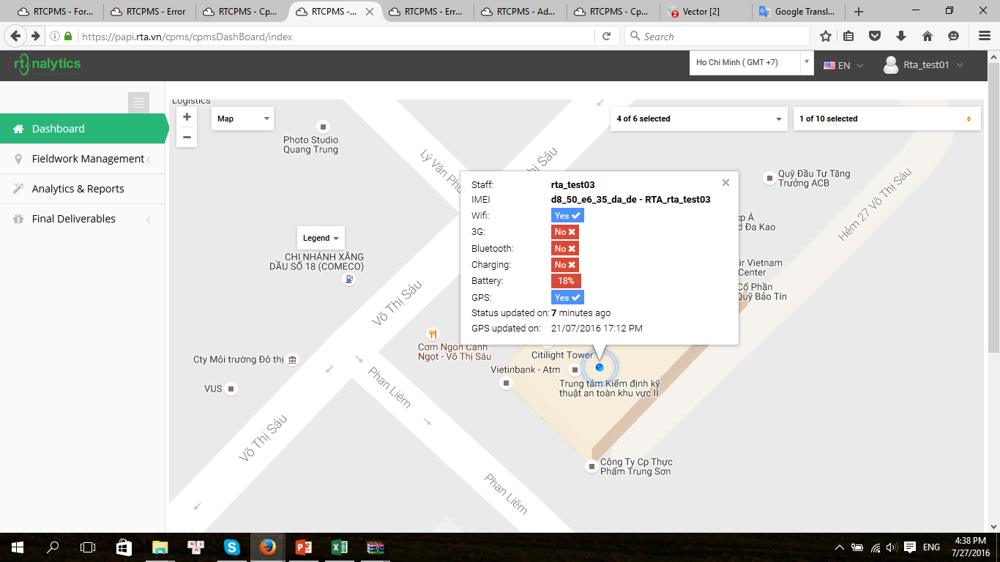 RTCPMS - For...
RTCPMS - Error
RTCPMS - Cp...
RTCPMS -...
RTCPMS - Err...
RTCPMS - Ad...
RTCPMS - Cp...
2
Vector [2]
Google Transl...
https://papi.rta.vn/cpms/cpmsDashBoard/index
Search
rt nalytics
Ho Chi Minh ( GMT +7)
EN
Rta_test01
Dashboard
Fieldwork Management
Analytics & Reports
Final Deliverables
Logistics
+
−
Map
4 of 6 selected
1 of 10 selected
Photo Studio
Quang Trung
Lý Văn Phứ
hị Sáu
Quỹ Đầu Tư Tăng
Trưởng ACB
Hẻm 27 Võ Thị Sáu
cp Á
d Đa Kao
ir Vietnam
Center
Cổ Phần
Quỹ Bảo Tín
Legend
CHI NHÁNH XĂNG
DẦU SỐ 18 (COMECO)
Staff: rta_test03
IMEI d8_50_e6_35_da_de - RTA_rta_test03
Wifi: Yes
3G: No
Bluetooth: No
Charging: No
Battery: 18%
GPS: Yes
Status updated on: 7 minutes ago
GPS updated on: 21/07/2016 17:12 PM
Võ Thị Sáu
Cơm Ngon Canh
Ngọt - Võ Thị Sáu
Cty Môi trường Đô thị
VUS
Phan Liêm
Citilight Tower
Vietinbank - Atm
Trung tâm Kiểm định kỹ
thuật an toàn khu vực II
Võ Thị Sáu
Công Ty Cp Thực
Phẩm Trung Sơn
Phan Liêm
ENG
4:38 PM
7/27/2016